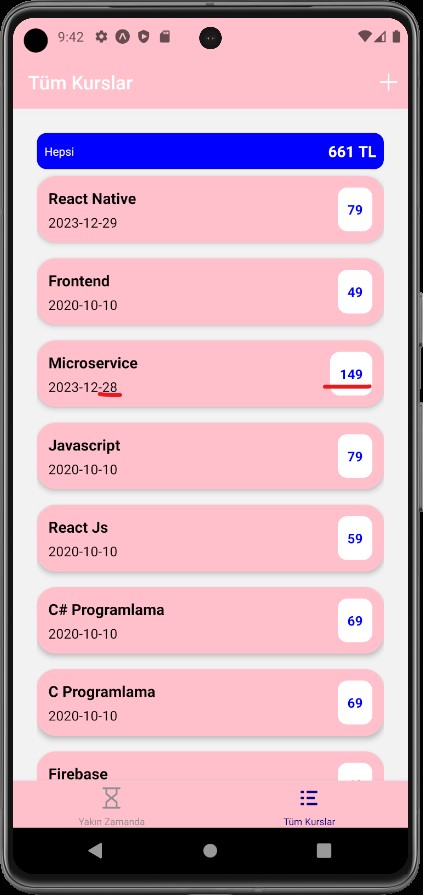 9:42
Tüm Kurslar
Hepsi 661 TL
React Native
2023-12-29
79
Frontend
2020-10-10
49
Microservice
2023-12-28
149
Javascript
2020-10-10
79
React Js
2020-10-10
59
C# Programlama
2020-10-10
69
C Programlama
2020-10-10
69
Firebase
Yakın Zamanda
Tüm Kurslar